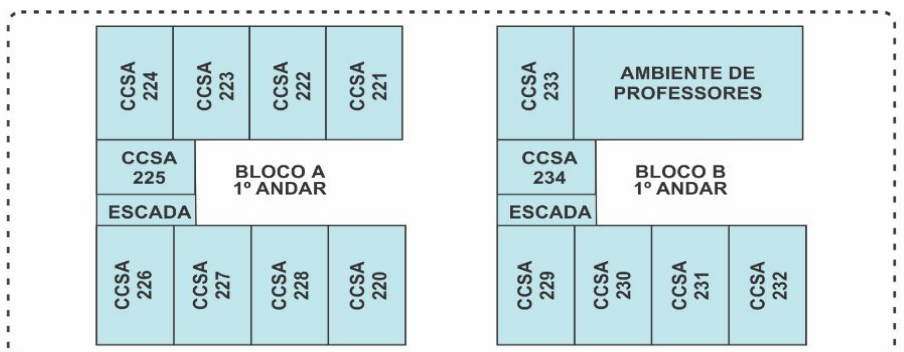 CCSA
224
CCSA
223
CCSA
222
CCSA
221
CCSA
225
BLOCO A
1º ANDAR
ESCADA
CCSA
226
CCSA
227
CCSA
228
CCSA
220
CCSA
233
AMBIENTE DE
PROFESSORES
CCSA
234
BLOCO B
1º ANDAR
ESCADA
CCSA
229
CCSA
230
CCSA
231
CCSA
232